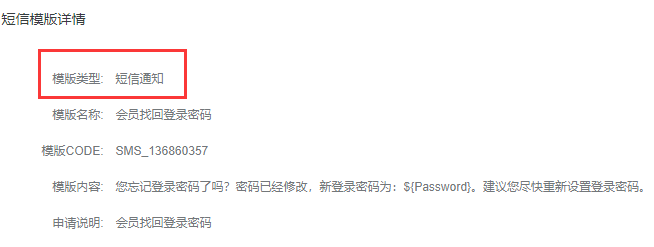 短信模版详情
模版类型: 短信通知
模版名称: 会员找回登录密码
模版CODE: SMS_136860357
模版内容: 您忘记登录密码了吗？密码已经修改，新登录密码为：${Password}。建议您尽快重新设置登录密码。
申请说明: 会员找回登录密码